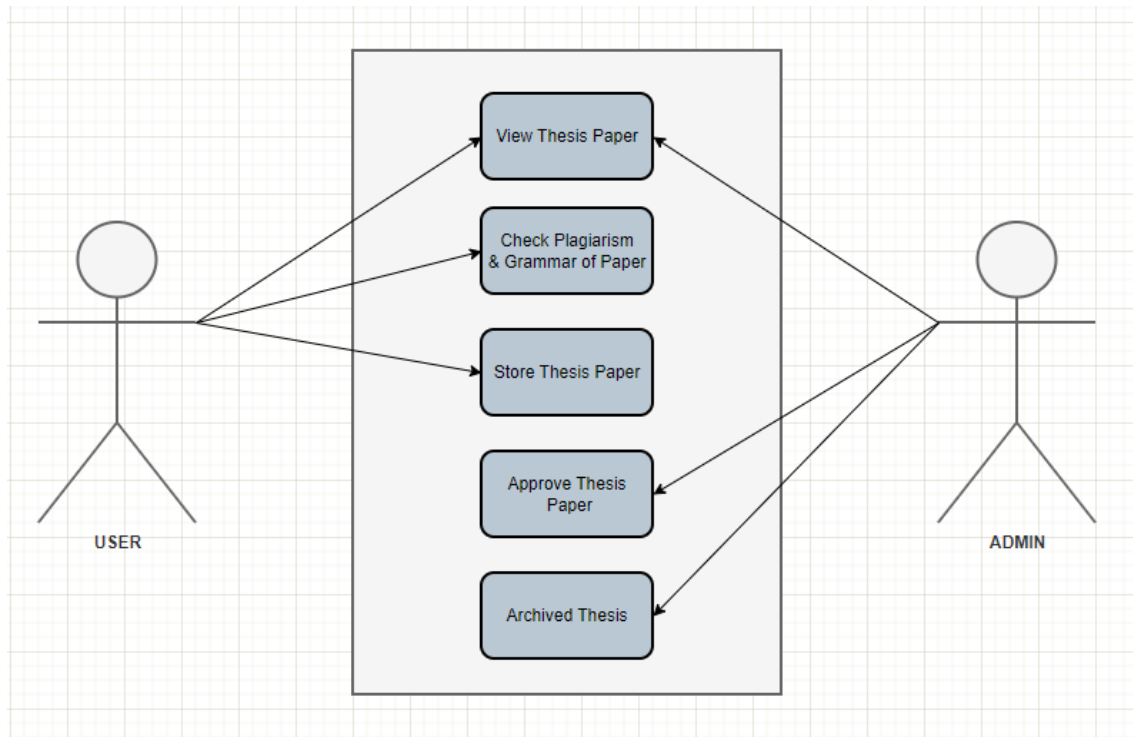 View Thesis Paper
Check Plagiarism
& Grammar of Paper
Store Thesis Paper
Approve Thesis
Paper
Archived Thesis
USER
ADMIN